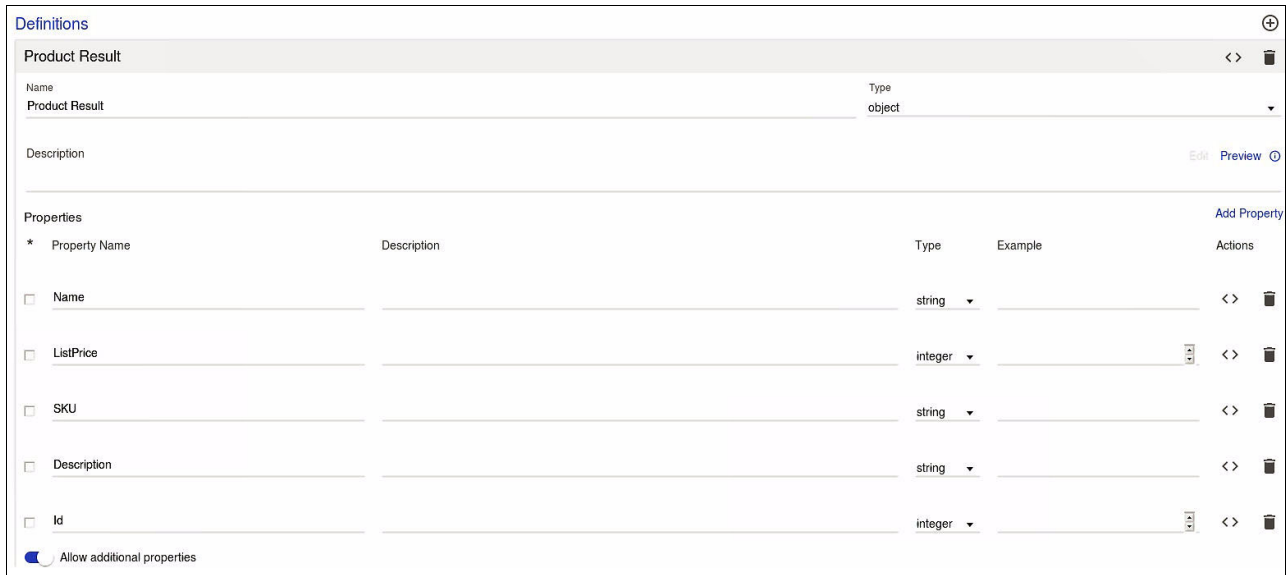 Definitions
Product Result
Name Type
Product Result object
Description Edit Preview
Properties Add Property
* Property Name Description Type Example Actions
Name string
ListPrice integer
SKU string
Description string
Id integer
Allow additional properties